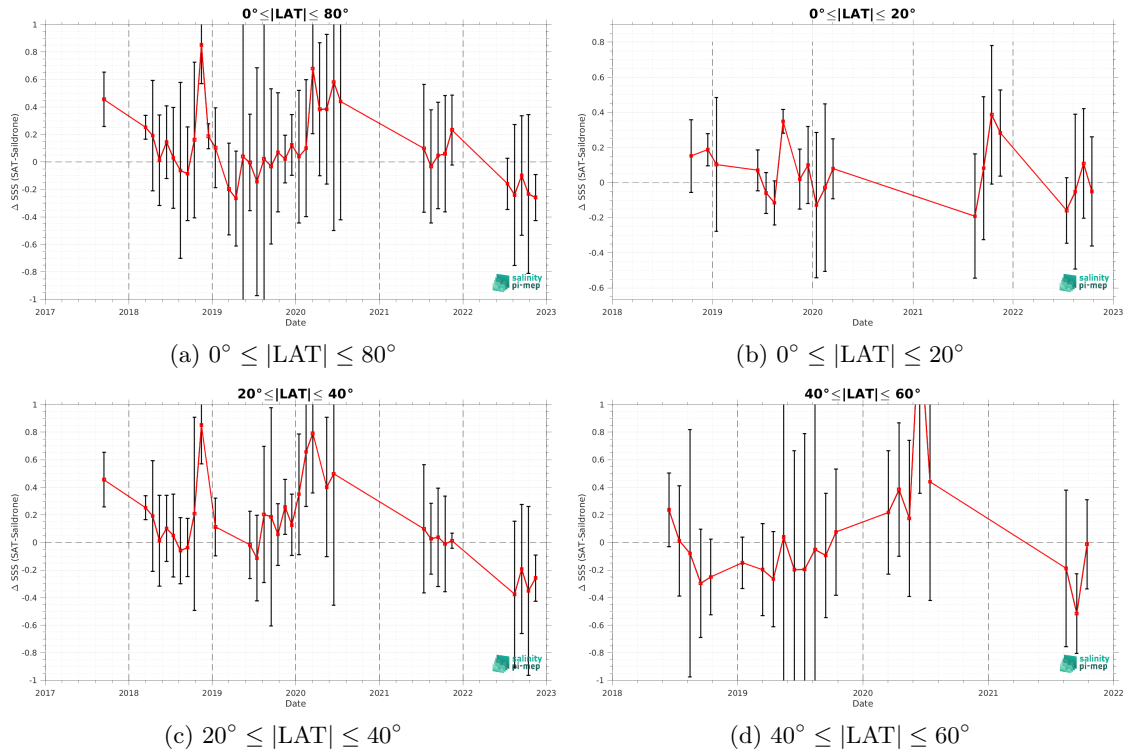 0°≤|LAT|≤ 80°
1
0.8
0.6
0.4
0.2
0
-0.2
-0.4
-0.6
-0.8
-1
Δ SSS (SAT-Saildrone)
2017 2018 2019 2020 2021 2022 2023
Date
salinity
pi-mep
(a) 0° ≤ |LAT| ≤ 80°
0°≤|LAT|≤ 20°
0.8
0.6
0.4
0.2
0
-0.2
-0.4
-0.6
Δ SSS (SAT-Saildrone)
2018 2019 2020 2021 2022 2023
Date
salinity
pi-mep
(b) 0° ≤ |LAT| ≤ 20°
20°≤|LAT|≤ 40°
1
0.8
0.6
0.4
0.2
0
-0.2
-0.4
-0.6
-0.8
-1
Δ SSS (SAT-Saildrone)
2017 2018 2019 2020 2021 2022 2023
Date
salinity
pi-mep
(c) 20° ≤ |LAT| ≤ 40°
40°≤|LAT|≤ 60°
1
0.8
0.6
0.4
0.2
0
-0.2
-0.4
-0.6
-0.8
-1
Δ SSS (SAT-Saildrone)
2018 2019 2020 2021 2022
Date
salinity
pi-mep
(d) 40° ≤ |LAT| ≤ 60°